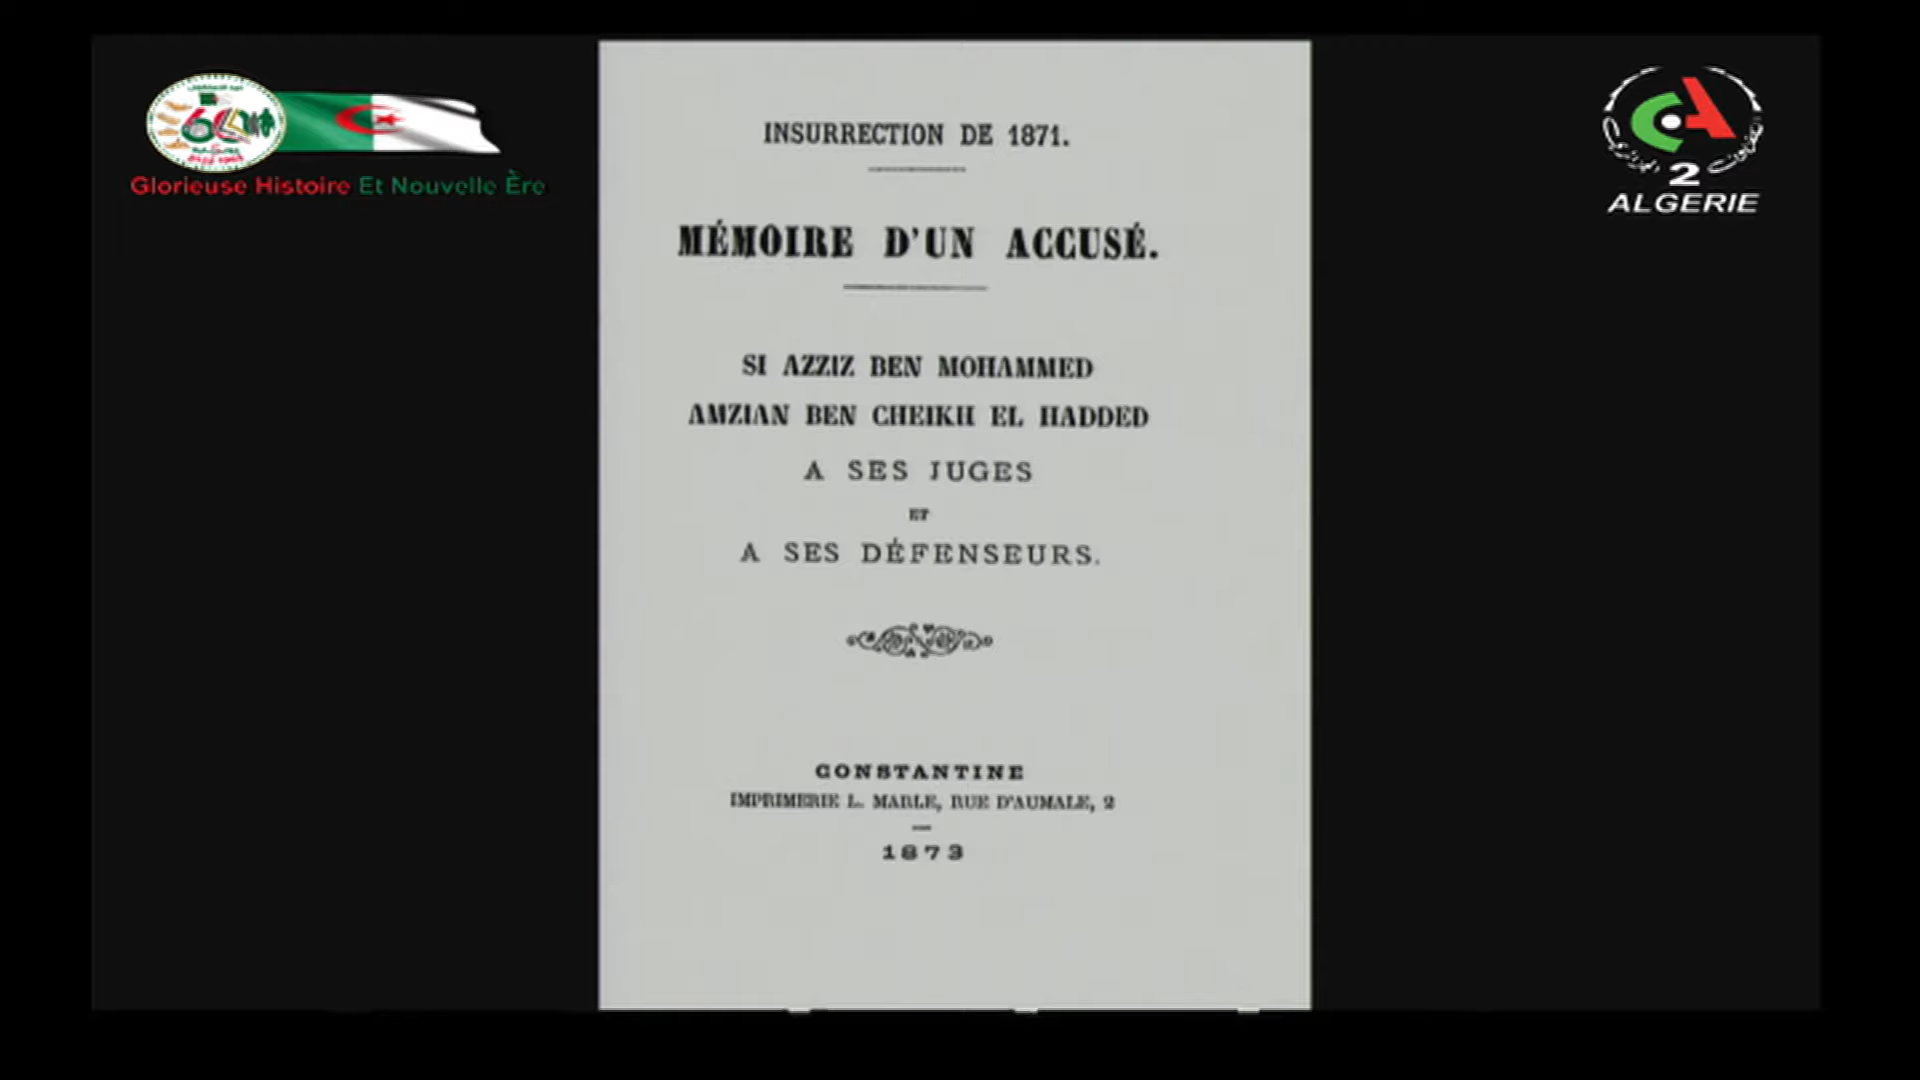 Glorieuse Histoire Et Nouvelle Ère
2
ALGERIE
INSURRECTION DE 1871.
MÉMOIRE D'UN ACCUSÉ.
SI AZZIZ BEN MOHAMMED
AMZIAN BEN CHEIKH EL HADDED
A SES JUGES
ET
A SES DÉFENSEURS.
CONSTANTINE
IMPRIMERIE L. MARLE, RUE D'AUMALE, 2
1873